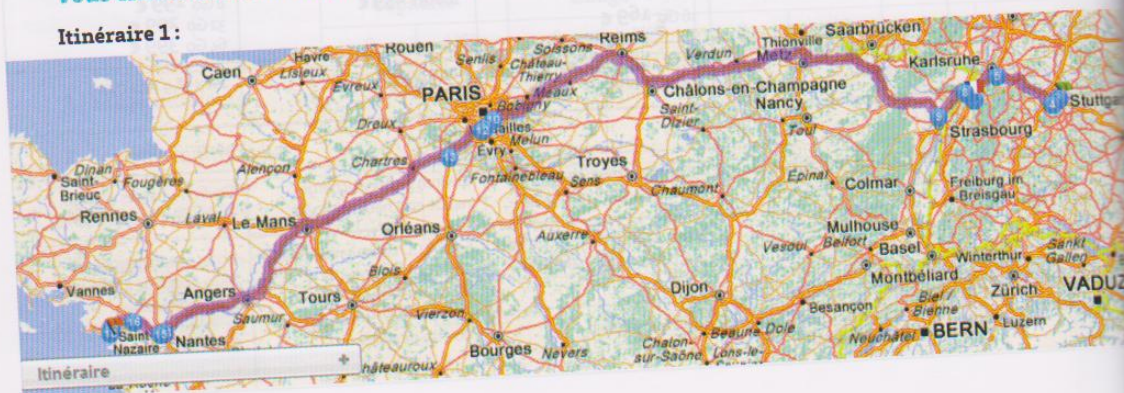 Itinéraire 1 :
Rouen
Soissons
Reims
Verdun
Thionville
Saarbrücken
Havre
Senlis
Château-Thierry
Metz
Karlsruhe
Caen
Lisieux
Evreux
Meaux
PARIS
Bobigny
Châlons-en-Champagne
Nancy
Stuttga
Dreux
Evry
Melun
Saint-Dizier
Toul
Strasbourg
Dinan
Saint-Brieuc
Fougères
Alençon
Chartres
Fontainebleau
Sens
Troyes
Chaumont
Epinal
Colmar
Freiburg im Breisgau
Rennes
Laval
Le Mans
Orléans
Auxerre
Mulhouse
Vesoul
Belfort
Basel
Winterthur
Sankt Gallen
Vannes
Angers
Blois
Tours
Dijon
Montbéliard
Zürich
VADUZ
Saumur
Vierzon
Besançon
Biel / Bienne
Saint-Nazaire
Nantes
Bourges
Nevers
Beaune
Dole
Neuchâtel
BERN
Luzern
Chalon-sur-Saône
Lons-le-
Itinéraire +
hâteauroux